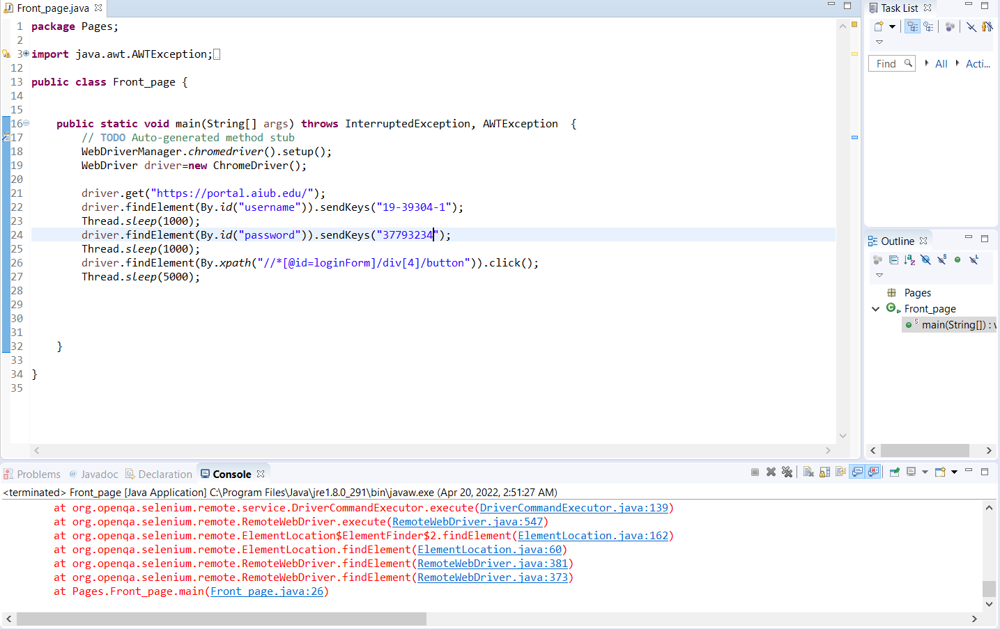 Front_page.java
1 package Pages;
2
3 import java.awt.AWTException;
12
13 public class Front_page {
14
15
16 public static void main(String[] args) throws InterruptedException, AWTException {
17 // TODO Auto-generated method stub
18 WebDriverManager.chromedriver().setup();
19 WebDriver driver=new ChromeDriver();
20
21 driver.get("https://portal.aiub.edu/");
22 driver.findElement(By.id("username")).sendKeys("19-39304-1");
23 Thread.sleep(1000);
24 driver.findElement(By.id("password")).sendKeys("37793234");
25 Thread.sleep(1000);
26 driver.findElement(By.xpath("//*[@id=loginForm]/div[4]/button")).click();
27 Thread.sleep(5000);
28
29
30
31
32 }
33
34 }
35
Task List
Find All Acti...
Outline
Pages
Front_page
main(String[]) : v
Problems @ Javadoc Declaration Console
<terminated> Front_page [Java Application] C:\Program Files\Java\jre1.8.0_291\bin\javaw.exe (Apr 20, 2022, 2:51:27 AM)
at org.openqa.selenium.remote.service.DriverCommandExecutor.execute(DriverCommandExecutor.java:139)
at org.openqa.selenium.remote.RemoteWebDriver.execute(RemoteWebDriver.java:547)
at org.openqa.selenium.remote.ElementLocation$ElementFinder$2.findElement(ElementLocation.java:162)
at org.openqa.selenium.remote.ElementLocation.findElement(ElementLocation.java:60)
at org.openqa.selenium.remote.RemoteWebDriver.findElement(RemoteWebDriver.java:381)
at org.openqa.selenium.remote.RemoteWebDriver.findElement(RemoteWebDriver.java:373)
at Pages.Front_page.main(Front_page.java:26)